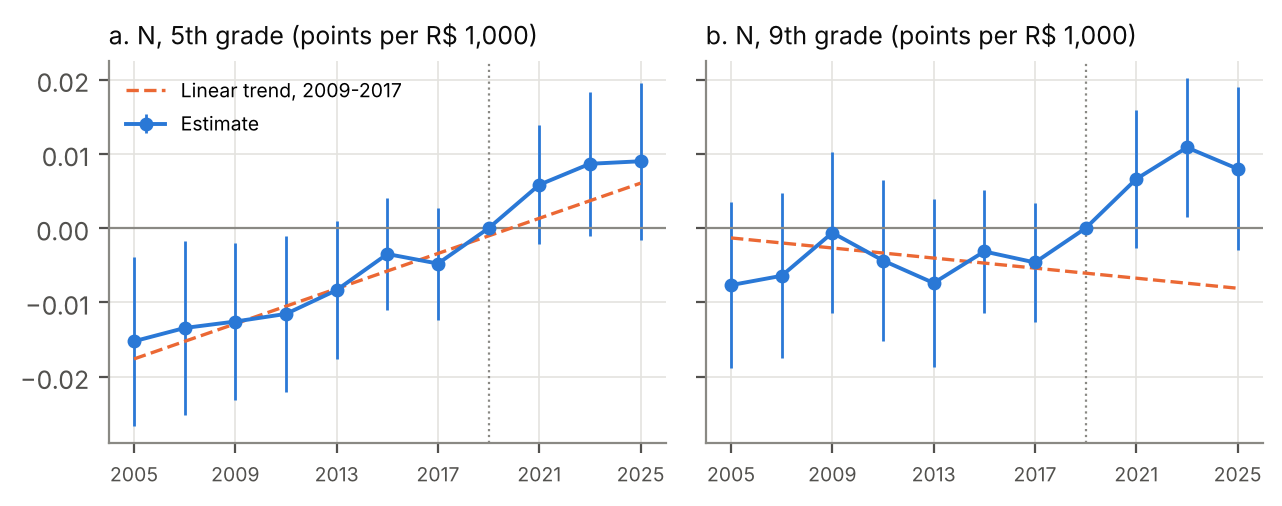 a. N, 5th grade (points per R$ 1,000)
Linear trend, 2009-2017
Estimate
0.02
0.01
0.00
−0.01
−0.02
2005 2009 2013 2017 2021 2025
b. N, 9th grade (points per R$ 1,000)
2005 2009 2013 2017 2021 2025